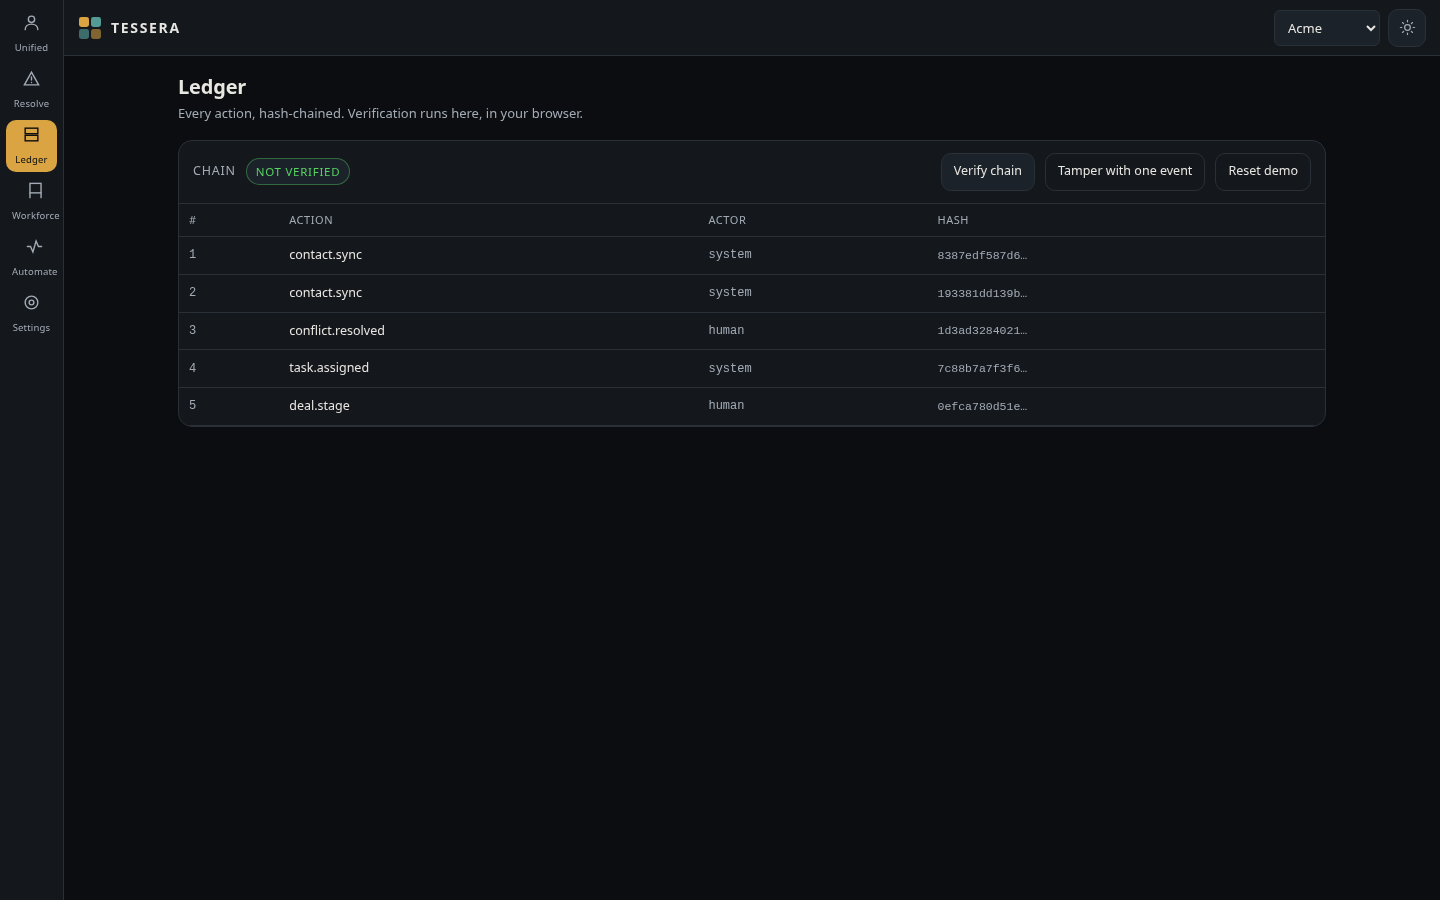 Unified
Resolve
Ledger
Workforce
Automate
Settings
TESSERA
Acme
Ledger
Every action, hash-chained. Verification runs here, in your browser.
CHAIN NOT VERIFIED Verify chain Tamper with one event Reset demo
# ACTION ACTOR HASH
1 contact.sync system 8387edf587d6…
2 contact.sync system 193381dd139b…
3 conflict.resolved human 1d3ad3284021…
4 task.assigned system 7c88b7a7f3f6…
5 deal.stage human 0efca780d51e…